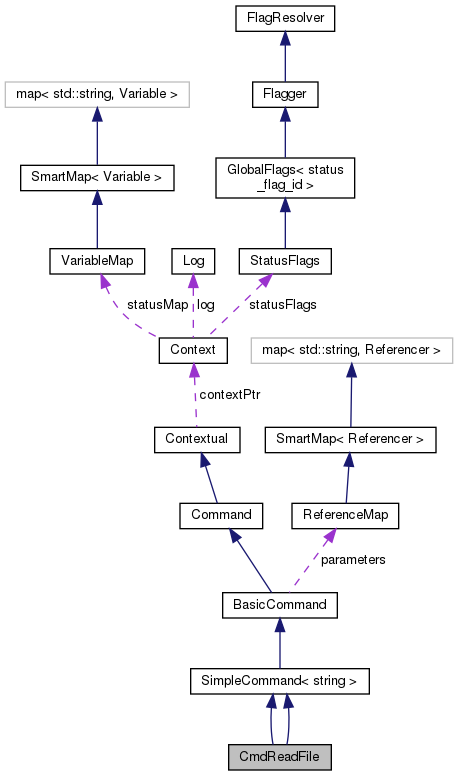 FlagResolver
map< std::string, Variable >
Flagger
SmartMap< Variable >
GlobalFlags< status
_flag_id >
VariableMap
Log
StatusFlags
statusMap
log
statusFlags
Context
map< std::string, Referencer >
contextPtr
Contextual
SmartMap< Referencer >
Command
ReferenceMap
parameters
BasicCommand
SimpleCommand< string >
CmdReadFile